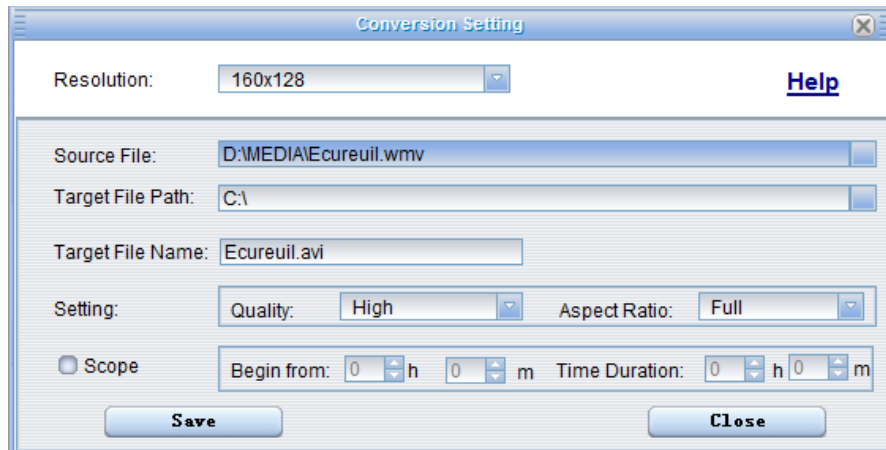 Conversion Setting
Resolution: 160x128 Help
Source File: D:\MEDIA\Ecureuil.wmv
Target File Path: C:\
Target File Name: Ecureuil.avi
Setting: Quality: High Aspect Ratio: Full
Scope Begin from: 0 h 0 m Time Duration: 0 h 0 m
Save Close